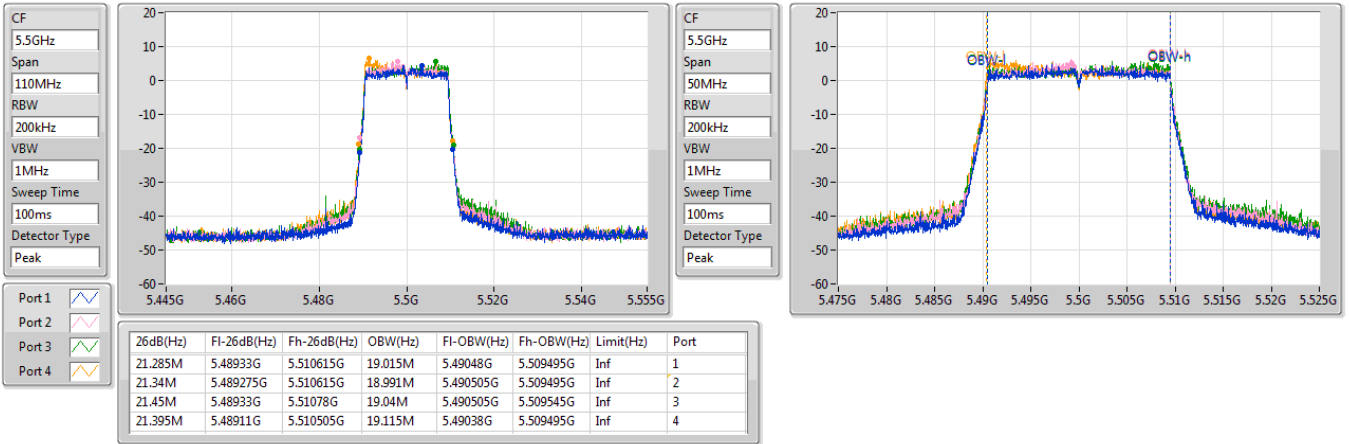 CF
5.5GHz
Span
110MHz
RBW
200kHz
VBW
1MHz
Sweep Time
100ms
Detector Type
Peak
20
10
0
-10
-20
-30
-40
-50
-60
5.445G 5.46G 5.48G 5.5G 5.52G 5.54G 5.555G
CF
5.5GHz
Span
50MHz
RBW
200kHz
VBW
1MHz
Sweep Time
100ms
Detector Type
Peak
20
10
0
-10
-20
-30
-40
-50
-60
OBW-l OBW-h
5.475G 5.48G 5.485G 5.49G 5.495G 5.5G 5.505G 5.51G 5.515G 5.52G 5.525G
Port 1
Port 2
Port 3
Port 4
26dB(Hz) Fl-26dB(Hz) Fh-26dB(Hz) OBW(Hz) Fl-OBW(Hz) Fh-OBW(Hz) Limit(Hz) Port
21.285M 5.48933G 5.510615G 19.015M 5.49048G 5.509495G Inf 1
21.34M 5.489275G 5.510615G 18.991M 5.490505G 5.509495G Inf 2
21.45M 5.48933G 5.51078G 19.04M 5.490505G 5.509545G Inf 3
21.395M 5.48911G 5.510505G 19.115M 5.49038G 5.509495G Inf 4